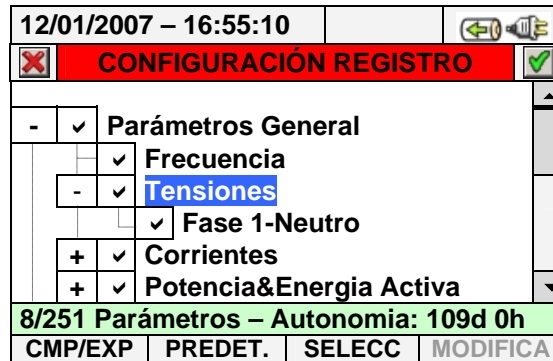 12/01/2007 – 16:55:10
CONFIGURACIÓN REGISTRO
- Parámetros General
Frecuencia
- Tensiones
Fase 1-Neutro
+ Corrientes
+ Potencia&Energia Activa
8/251 Parámetros – Autonomia: 109d 0h
CMP/EXP PREDET. SELECC MODIFICA